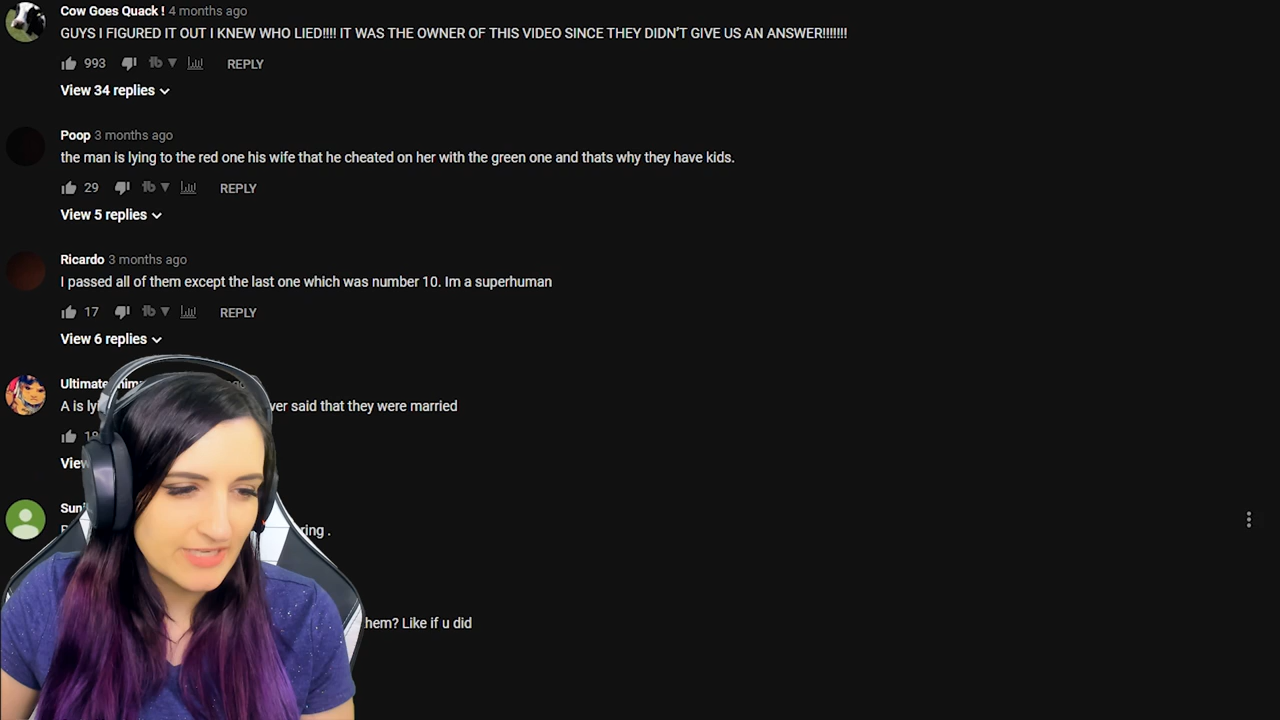 Cow Goes Quack ! 4 months ago
GUYS I FIGURED IT OUT I KNEW WHO LIED!!!! IT WAS THE OWNER OF THIS VIDEO SINCE THEY DIDN'T GIVE US AN ANSWER!!!!!!!
993 REPLY
View 34 replies
Poop 3 months ago
the man is lying to the red one his wife that he cheated on her with the green one and thats why they have kids.
29 REPLY
View 5 replies
Ricardo 3 months ago
I passed all of them except the last one which was number 10. Im a superhuman
17 REPLY
View 6 replies
Ultimate
A is said that they were married
View
hem? Like if u did